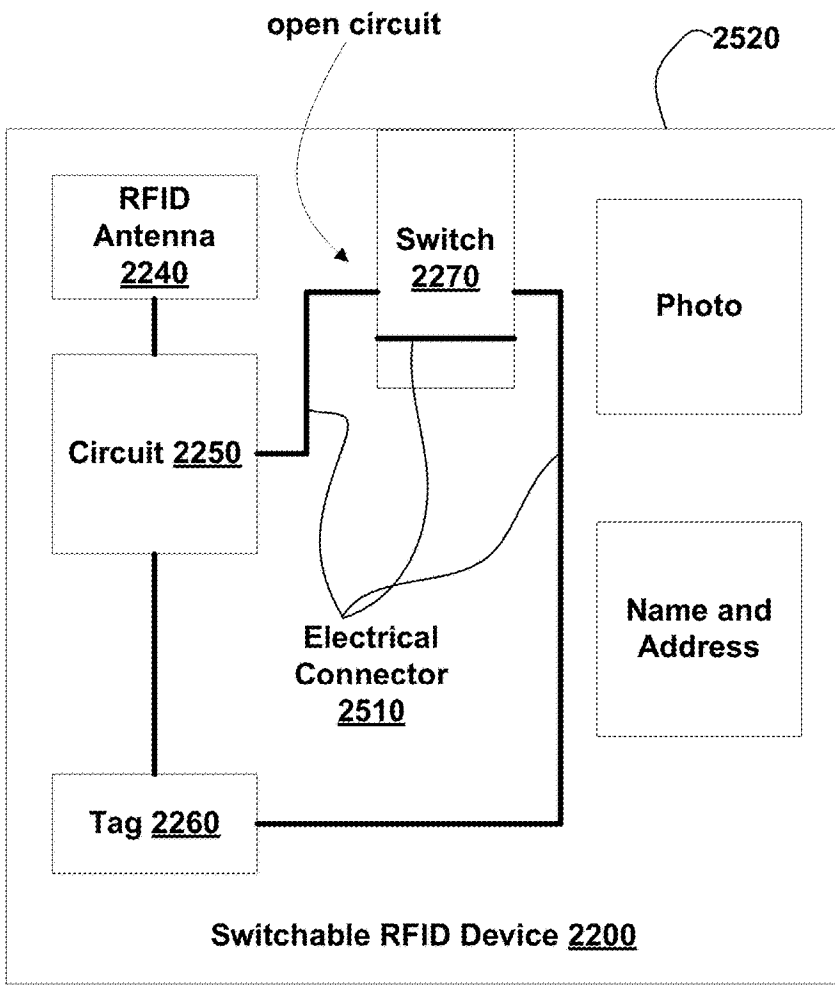 open circuit
2520
RFID
Antenna
2240
Switch
2270
Photo
Circuit 2250
Name and
Address
Electrical
Connector
2510
Tag 2260
Switchable RFID Device 2200